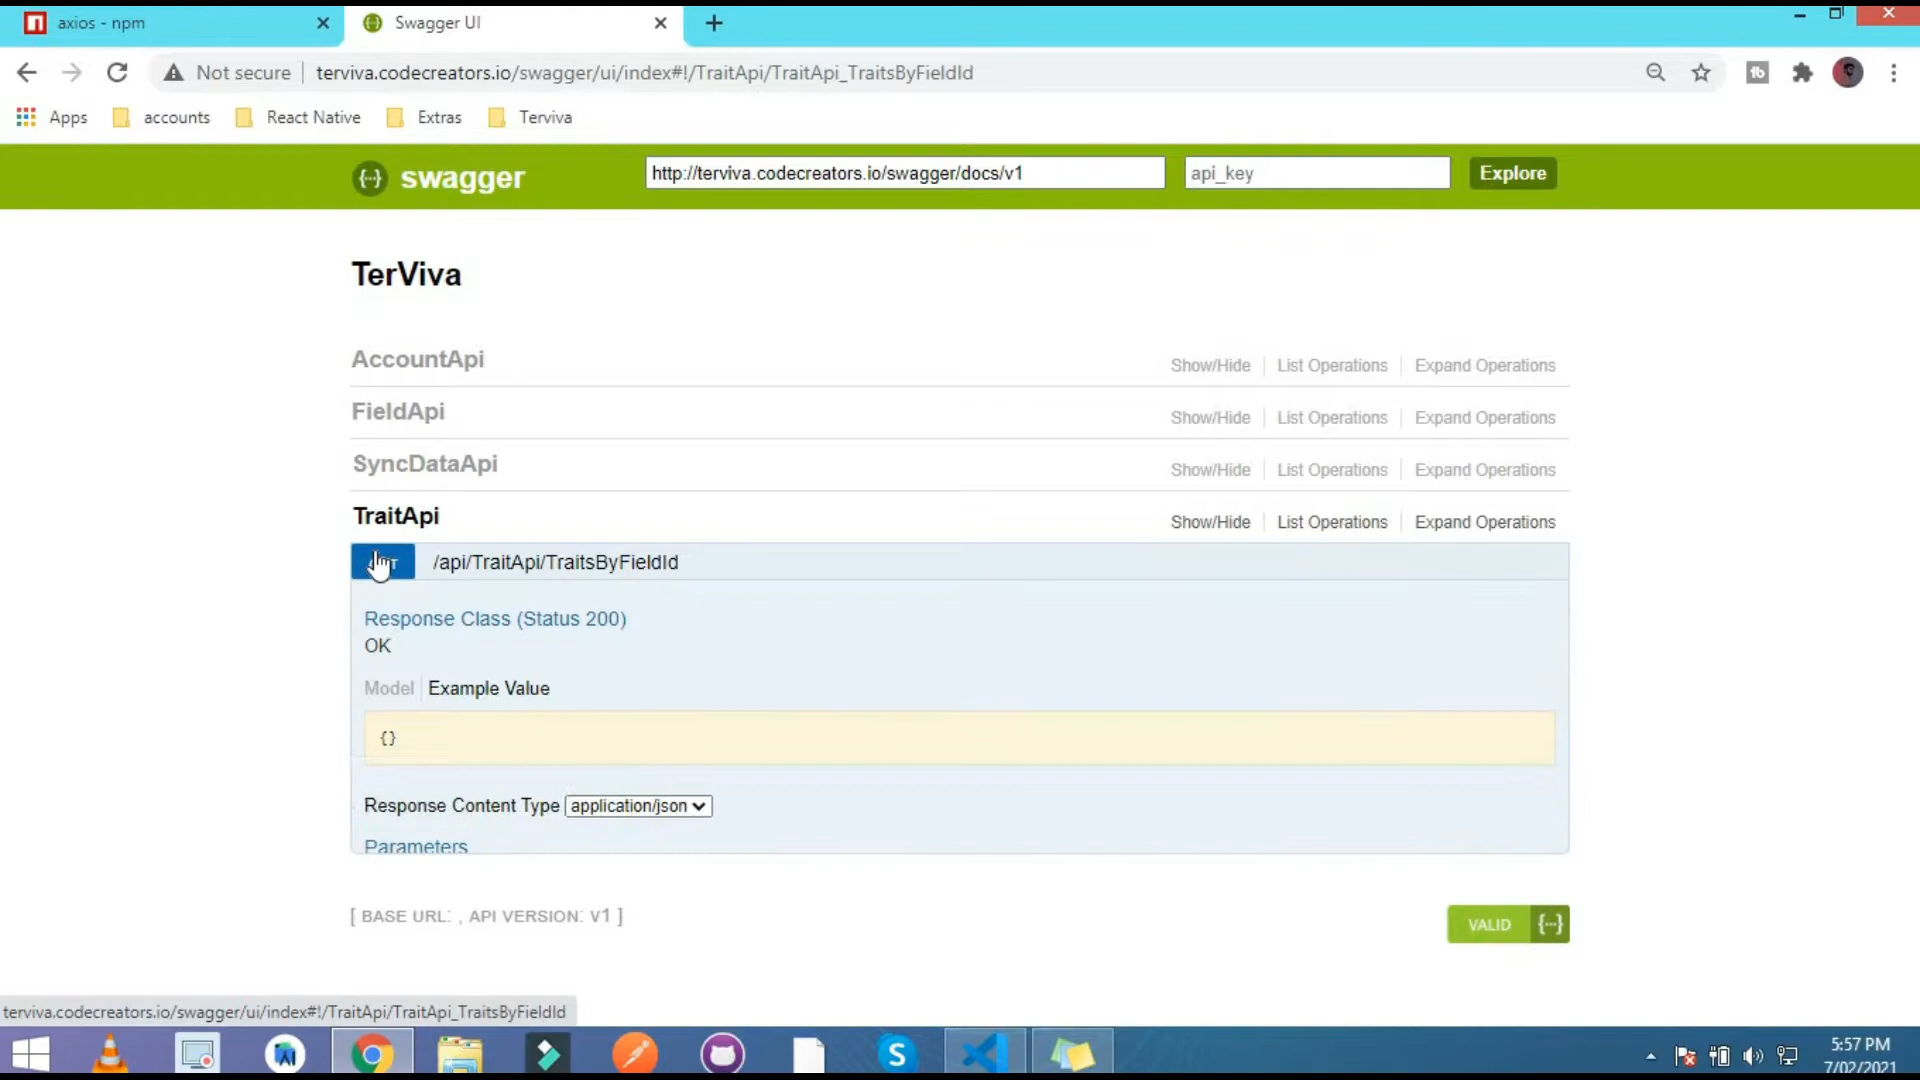 axios - npm
Swagger UI
Not secure
terviva.codecreators.io/swagger/ui/index#!/TraitApi/TraitApi_TraitsByFieldId
Apps accounts React Native Extras Terviva
{··} swagger http://terviva.codecreators.io/swagger/docs/v1 api_key Explore
TerViva
AccountApi Show/Hide List Operations Expand Operations
FieldApi Show/Hide List Operations Expand Operations
SyncDataApi Show/Hide List Operations Expand Operations
TraitApi Show/Hide List Operations Expand Operations
/api/TraitApi/TraitsByFieldId
Response Class (Status 200)
OK
Model Example Value
{}
Response Content Type application/json
Parameters
[ BASE URL: , API VERSION: V1 ]
VALID {··}
terviva.codecreators.io/swagger/ui/index#!/TraitApi/TraitApi_TraitsByFieldId
5:57 PM
7/02/2021